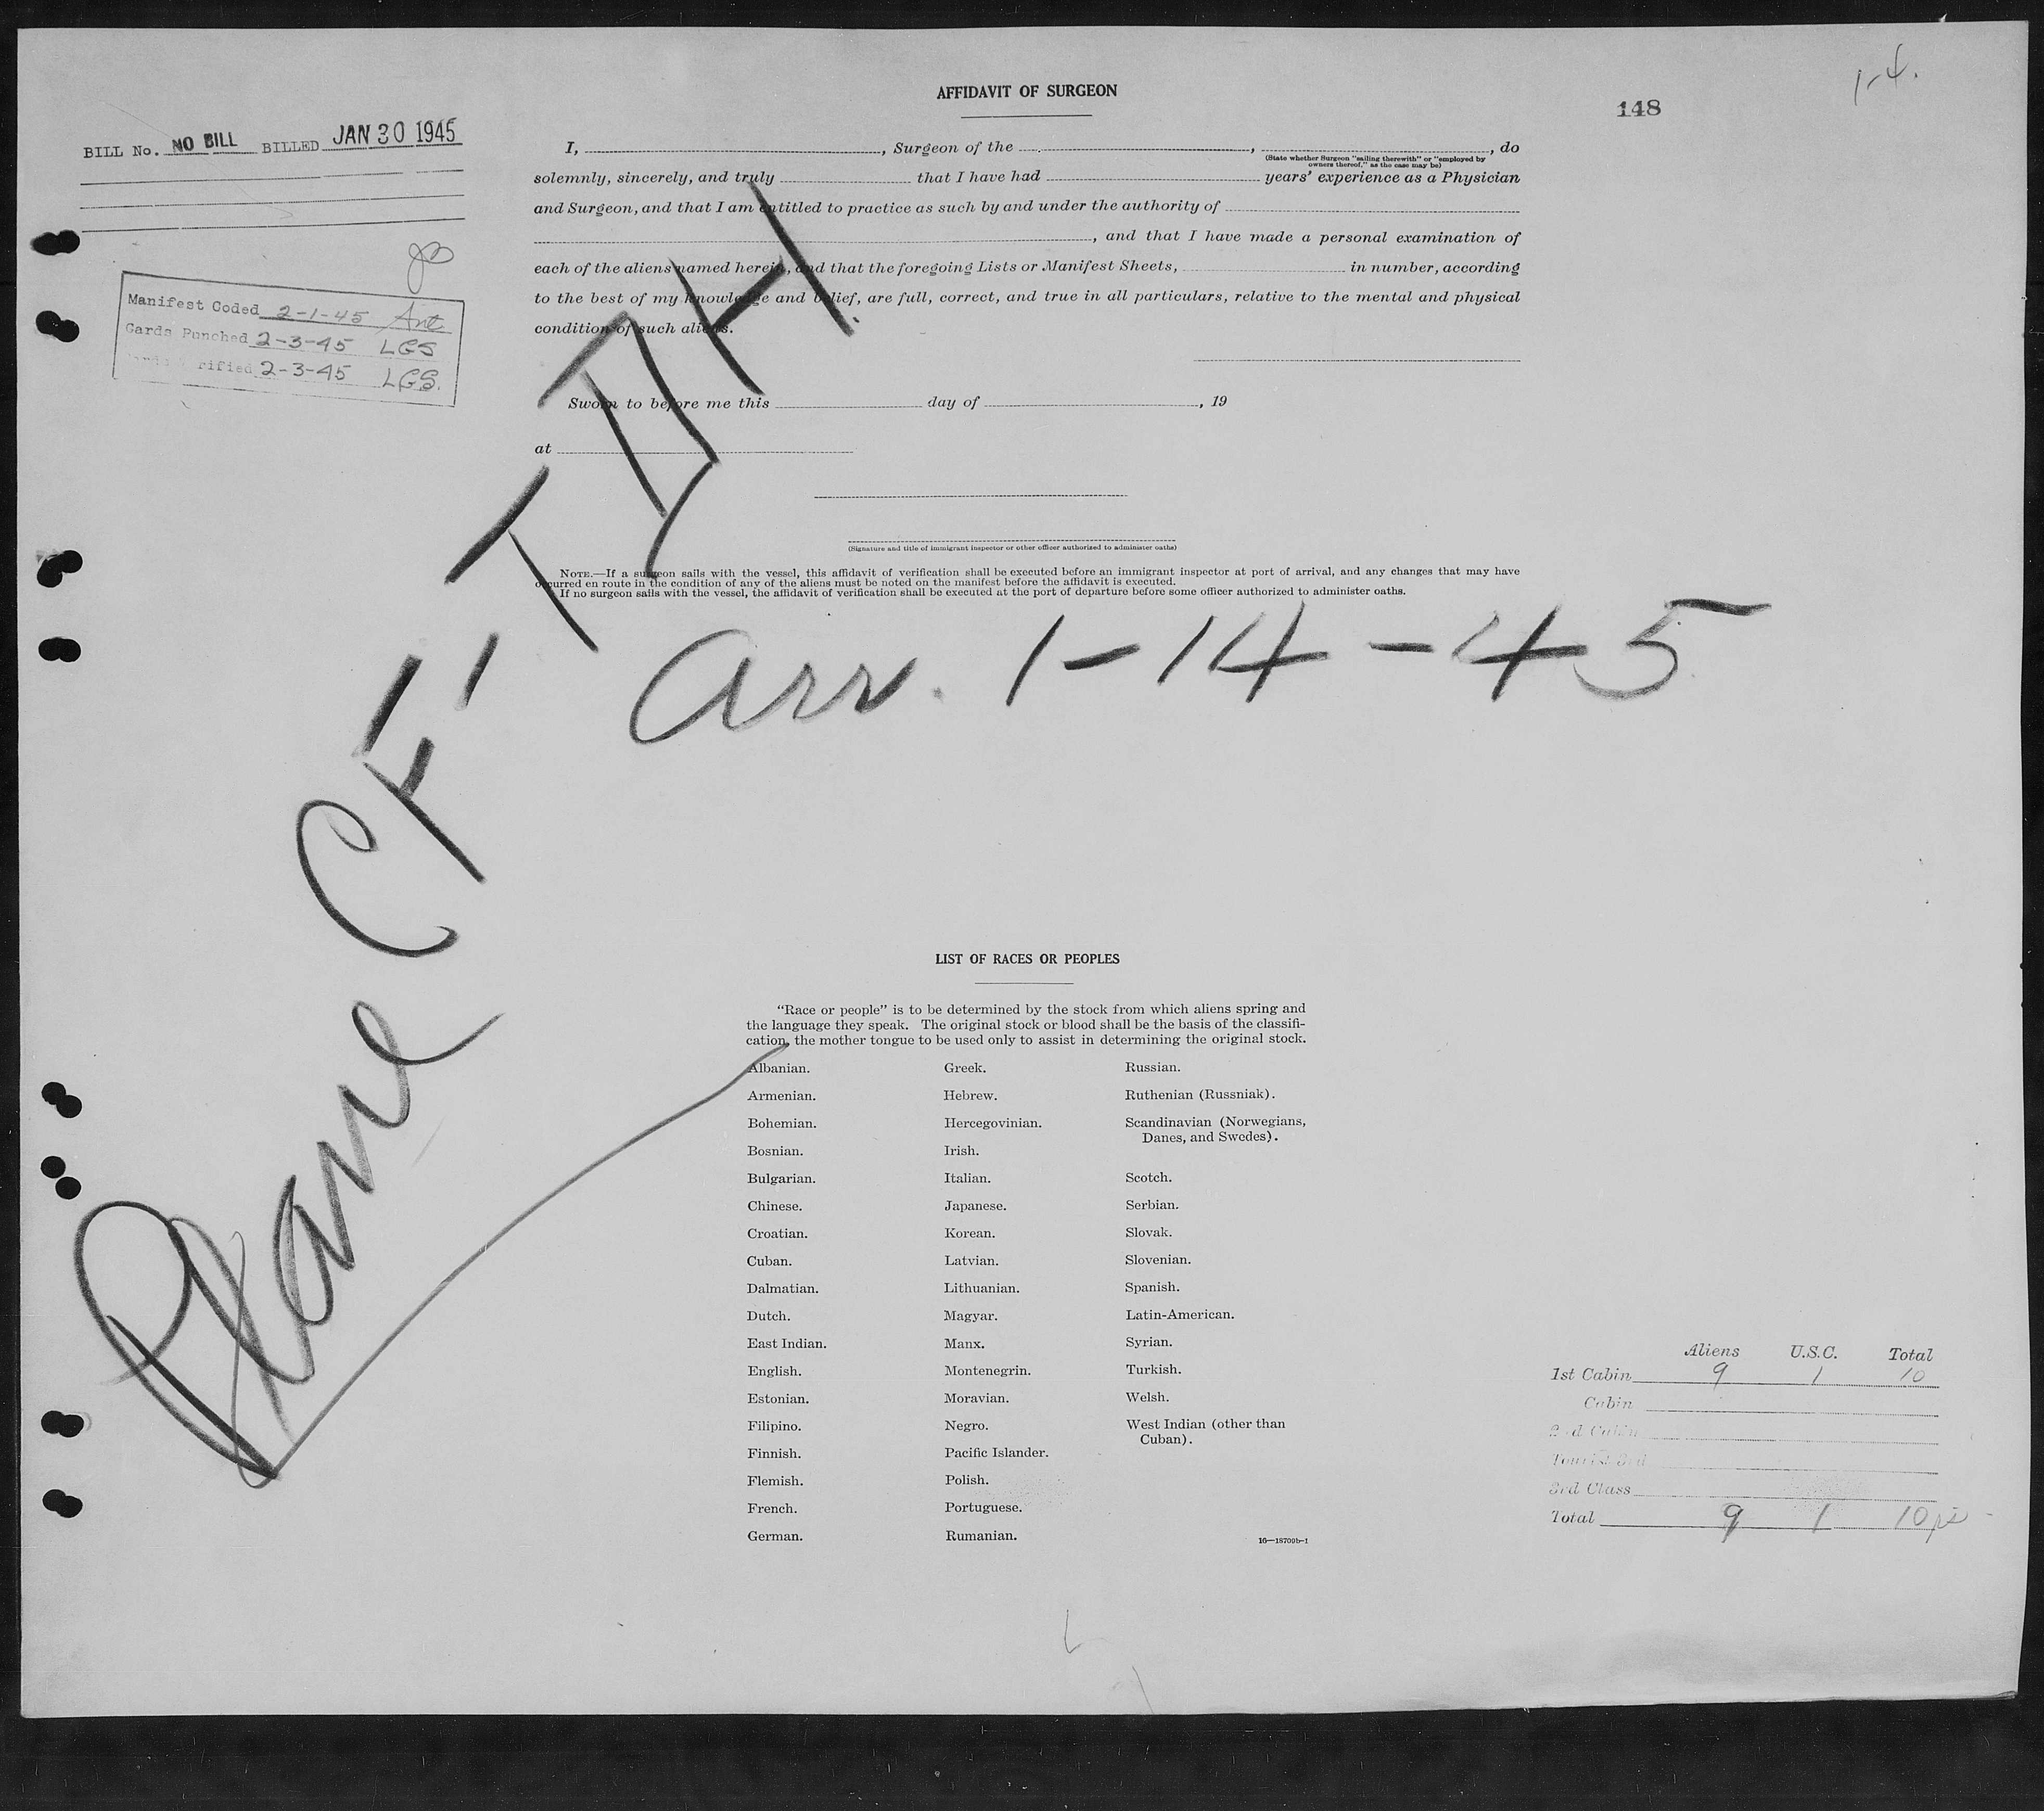 AFFIDAVIT OF SURGEON
1-4.
148
BILL No. NO BILL BILLED JAN 30 1945
I, , Surgeon of the , , do
(State whether Surgeon "sailing therewith" or "employed by
owners thereof," as the case may be)
solemnly, sincerely, and truly that I have had years' experience as a Physician
and Surgeon, and that I am entitled to practice as such by and under the authority of
, and that I have made a personal examination of
each of the aliens named herein, and that the foregoing Lists or Manifest Sheets, in number, according
to the best of my knowledge and belief, are full, correct, and true in all particulars, relative to the mental and physical
condition of such aliens.
Manifest Coded 2-1-45
Cards Punched 2-3-45 LGS
rified 2-3-45 LGS.
Sworn to before me this day of , 19
at
(Signature and title of immigrant inspector or other officer authorized to administer oaths)
NOTE.—If a surgeon sails with the vessel, this affidavit of verification shall be executed before an immigrant inspector at port of arrival, and any changes that may have
occurred en route in the condition of any of the aliens must be noted on the manifest before the affidavit is executed.
If no surgeon sails with the vessel, the affidavit of verification shall be executed at the port of departure before some officer authorized to administer oaths.
Plane CF-TDH.
arr. 1-14-45
LIST OF RACES OR PEOPLES
"Race or people" is to be determined by the stock from which aliens spring and
the language they speak. The original stock or blood shall be the basis of the classifi-
cation, the mother tongue to be used only to assist in determining the original stock.
Albanian.
Armenian.
Bohemian.
Bosnian.
Bulgarian.
Chinese.
Croatian.
Cuban.
Dalmatian.
Dutch.
East Indian.
English.
Estonian.
Filipino.
Finnish.
Flemish.
French.
German.
Greek.
Hebrew.
Hercegovinian.
Irish.
Italian.
Japanese.
Korean.
Latvian.
Lithuanian.
Magyar.
Manx.
Montenegrin.
Moravian.
Negro.
Pacific Islander.
Polish.
Portuguese.
Rumanian.
Russian.
Ruthenian (Russniak).
Scandinavian (Norwegians,
Danes, and Swedes).
Scotch.
Serbian.
Slovak.
Slovenian.
Spanish.
Latin-American.
Syrian.
Turkish.
Welsh.
West Indian (other than
Cuban).
16—18700b-1
Aliens U.S.C. Total
1st Cabin 9 1 10
Cabin
2nd Cabin
Tourist 3rd
3rd Class
Total 9 1 10